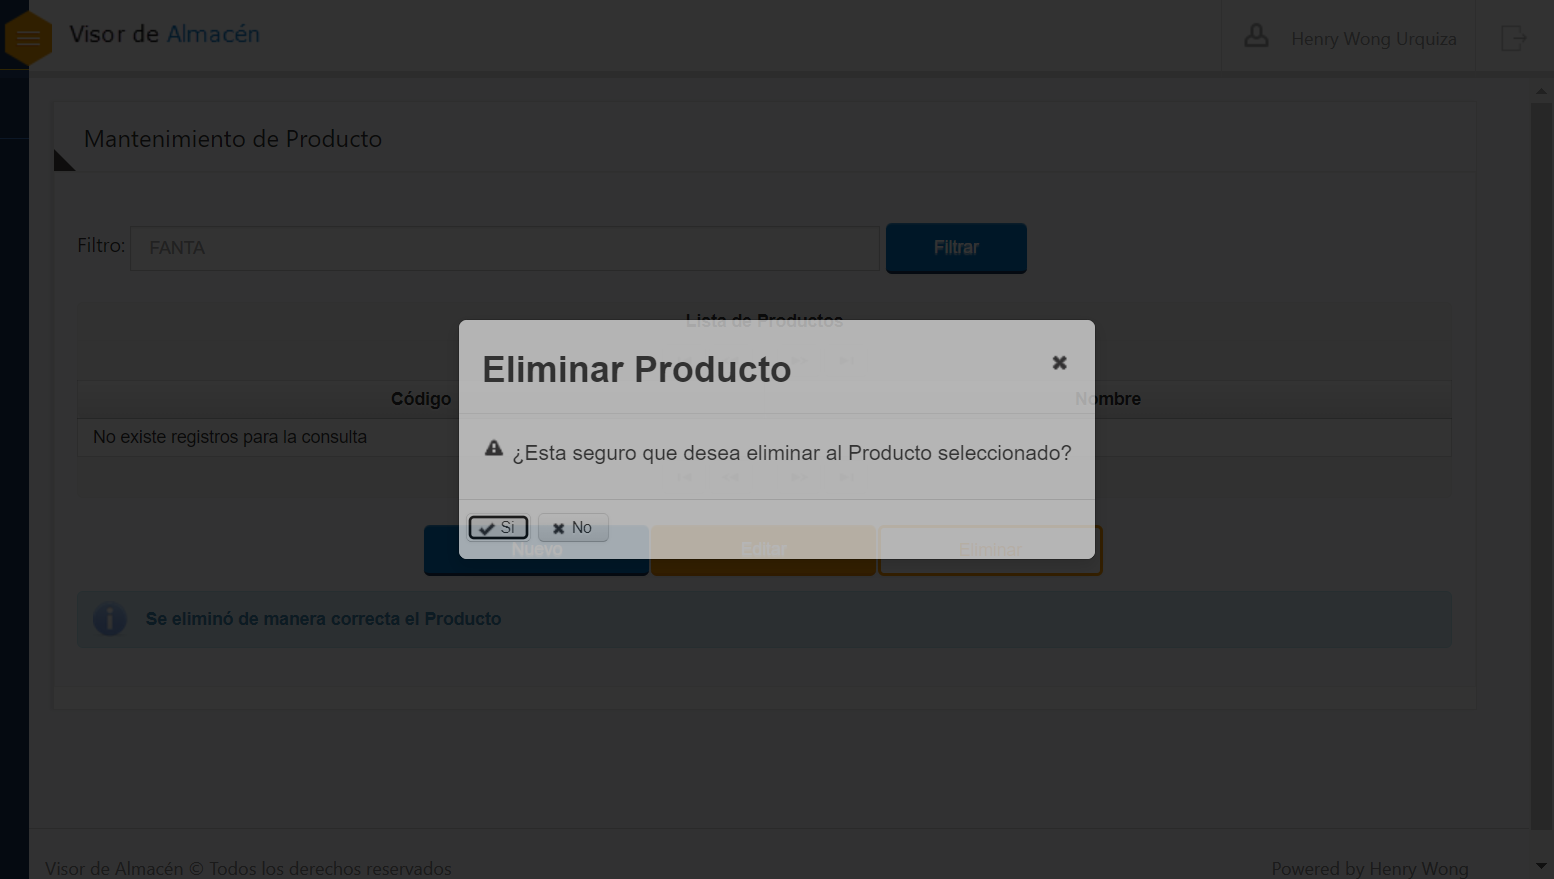 Visor de Almacén
Henry Wong Urquiza
Mantenimiento de Producto
Filtro: FANTA Filtrar
Lista de Productos
Eliminar Producto
Código Nombre
No existe registros para la consulta
¿Esta seguro que desea eliminar al Producto seleccionado?
Si No
Nuevo Editar Eliminar
Se eliminó de manera correcta el Producto
Visor de Almacén © Todos los derechos reservados
Powered by Henry Wong